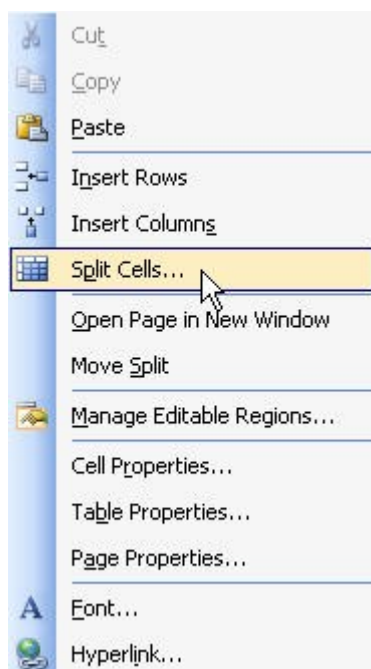 Cut
Copy
Paste
Insert Rows
Insert Columns
Split Cells...
Open Page in New Window
Move Split
Manage Editable Regions...
Cell Properties...
Table Properties...
Page Properties...
Font...
Hyperlink...